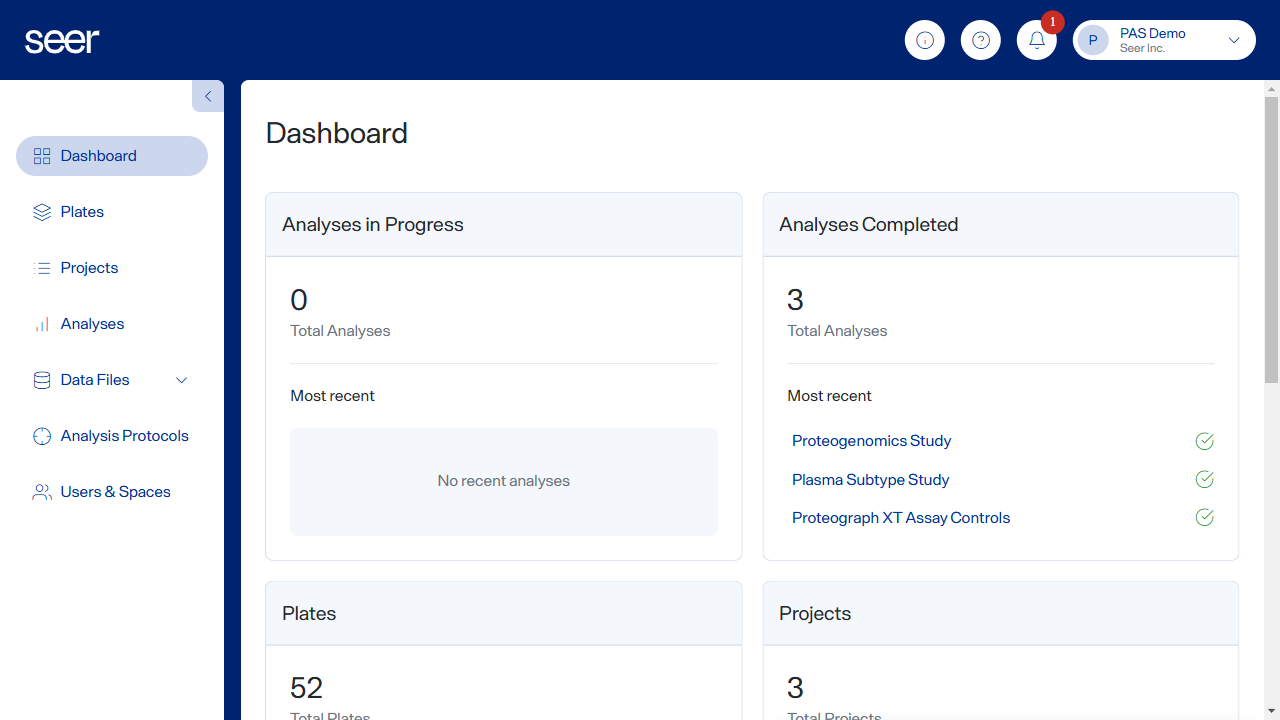 seer
1
P
PAS Demo
Seer Inc.
Dashboard
Plates
Projects
Analyses
Data Files
Analysis Protocols
Users & Spaces
Dashboard
Analyses in Progress
0
Total Analyses
Most recent
No recent analyses
Analyses Completed
3
Total Analyses
Most recent
Proteogenomics Study
Plasma Subtype Study
Proteograph XT Assay Controls
Plates
52
Total Plates
Projects
3
Total Projects